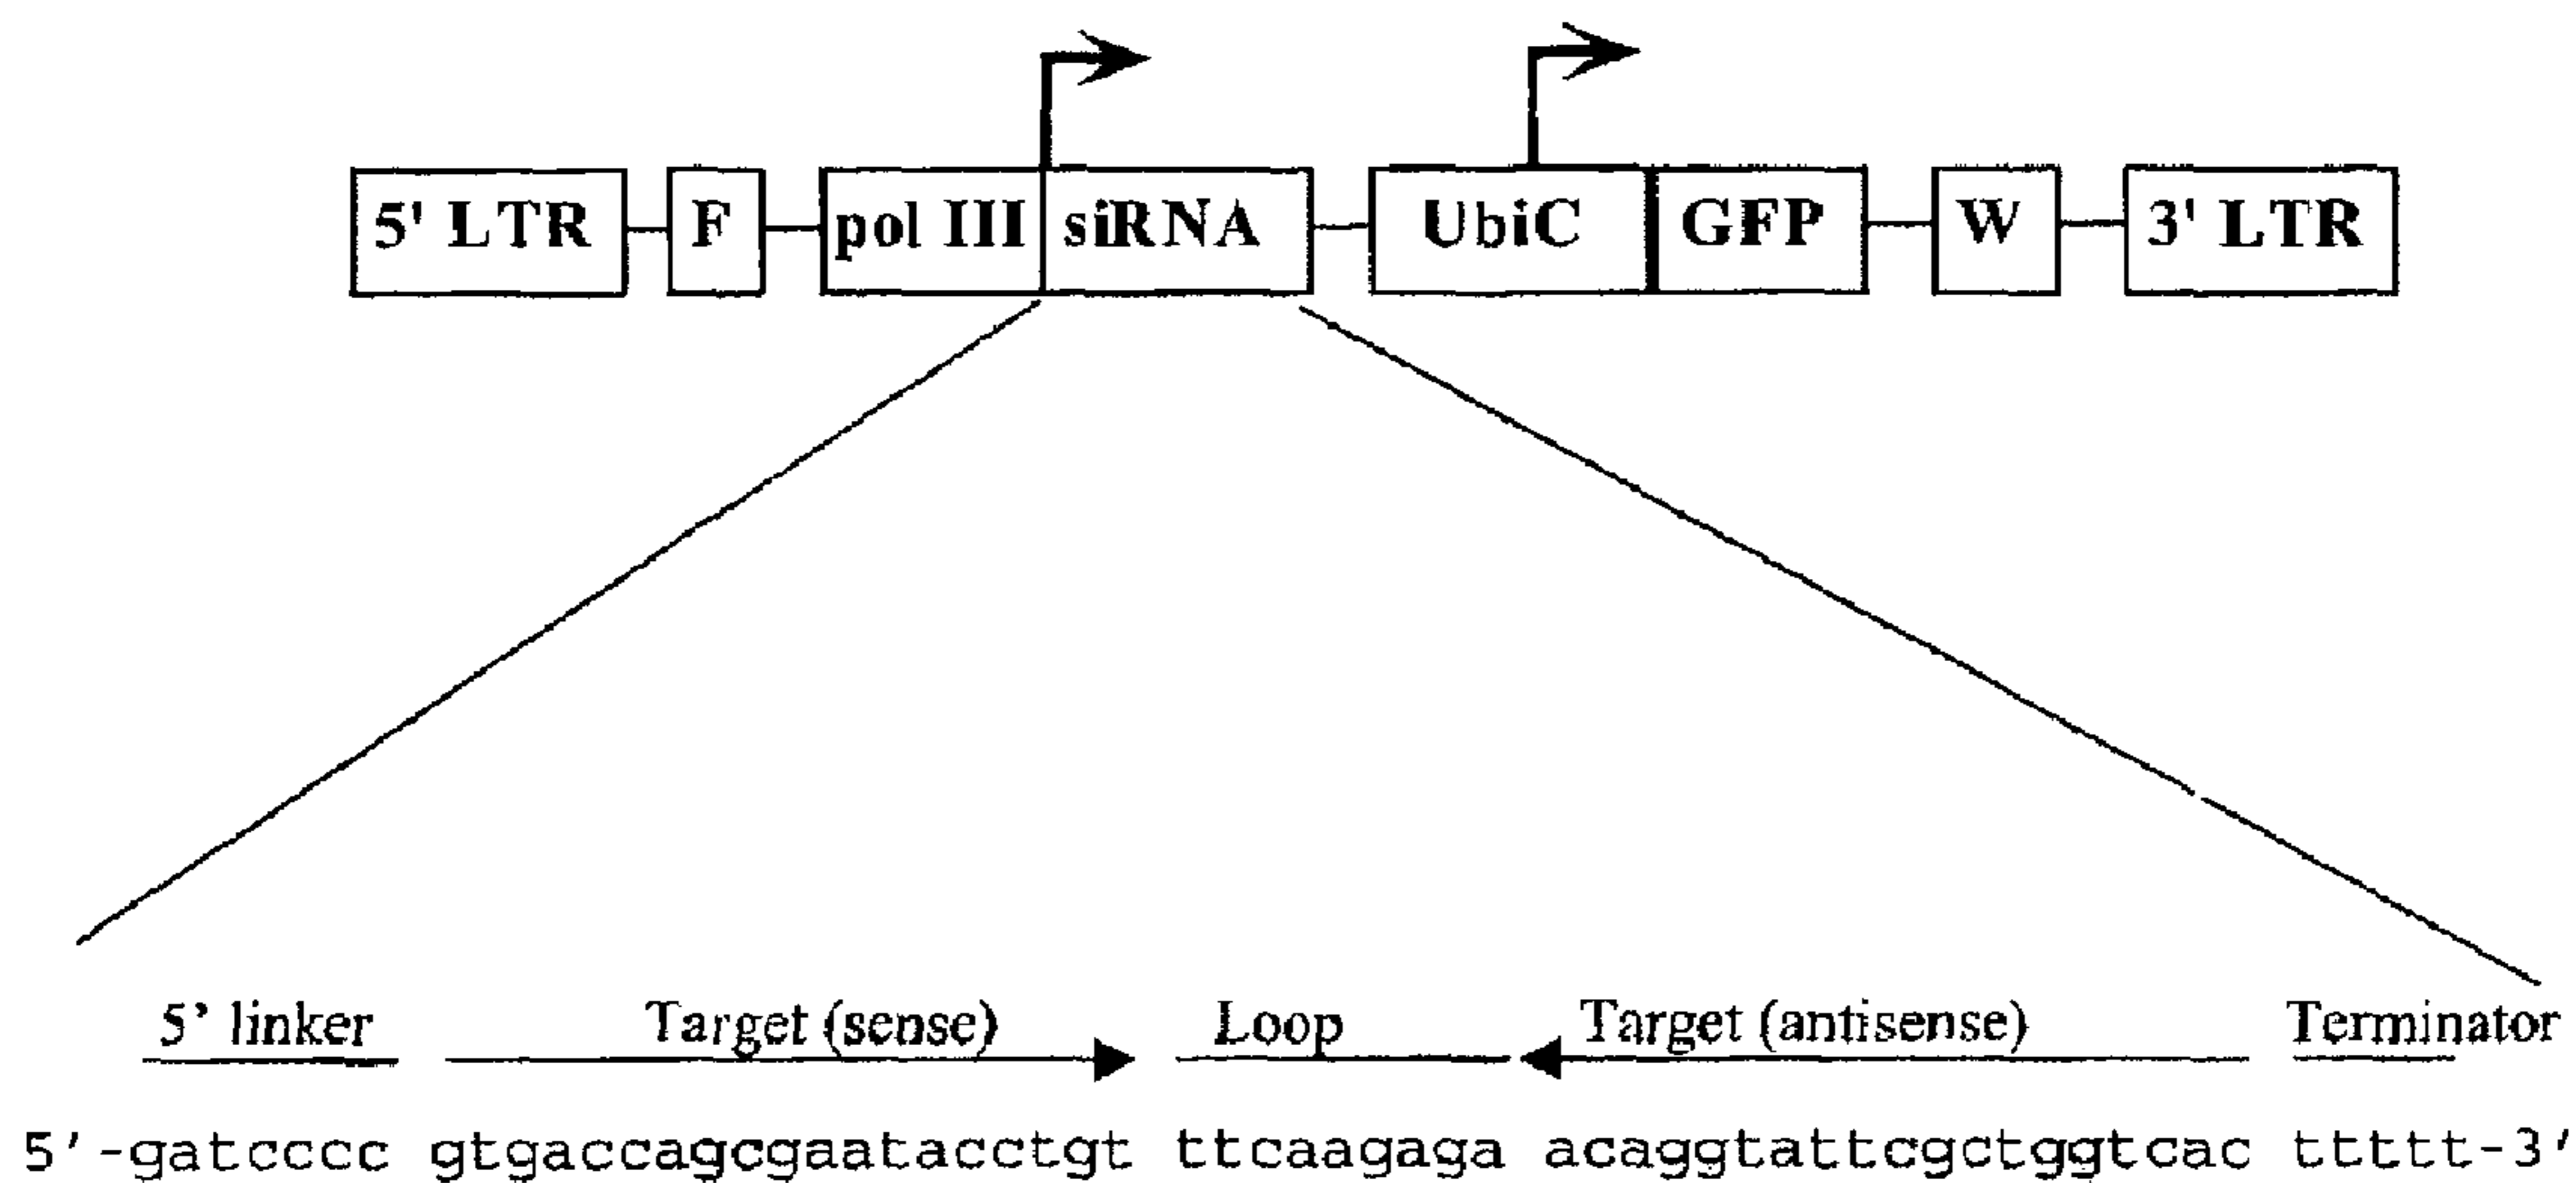 5' LTR F pol III siRNA UbiC GFP W 3' LTR
5’ linker Target (sense) Loop Target (antisense) Terminator
5'-gatcccc gtgaccagcgaatacctgt ttcaagaga acaggtattcgctggtcac ttttt-3'